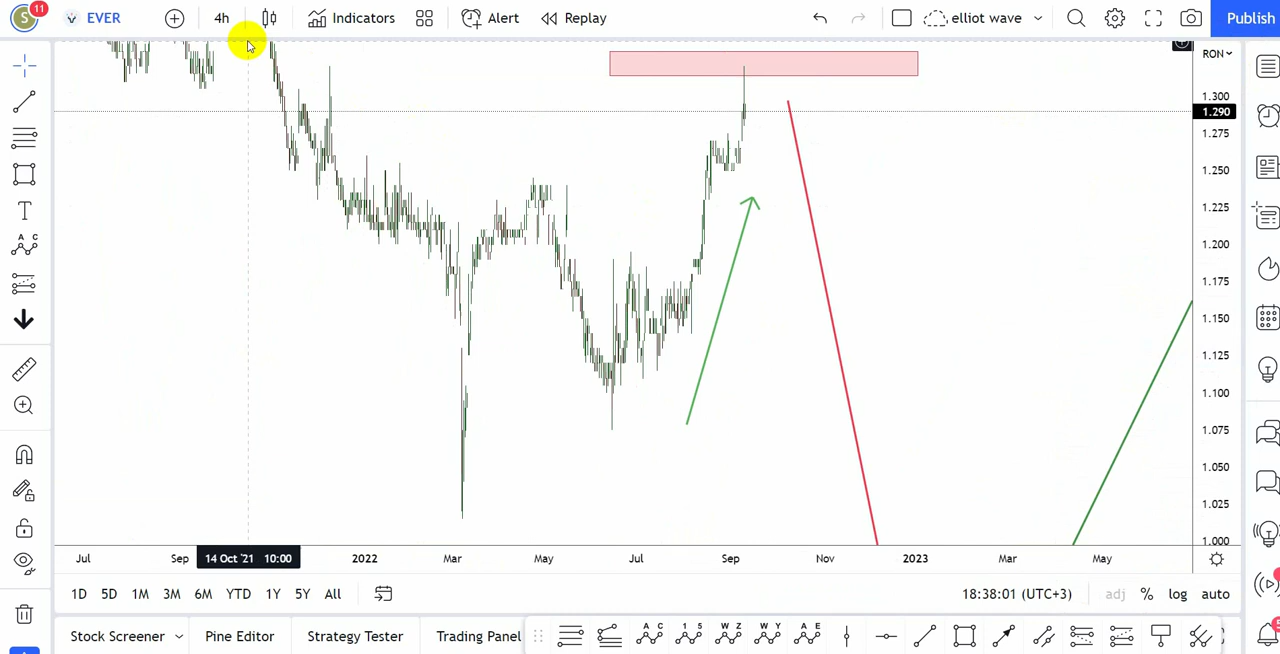 S 11 EVER 4h Indicators Alert Replay elliot wave Publish
RON
1.300
1.290
1.275
1.250
1.225
1.200
1.175
1.150
1.125
1.100
1.075
1.050
1.025
1.000
A C
Jul Sep 14 Oct '21 10:00 2022 Mar May Jul Sep Nov 2023 Mar May
1D 5D 1M 3M 6M YTD 1Y 5Y All 18:38:01 (UTC+3) adj % log auto
Stock Screener Pine Editor Strategy Tester Trading Panel A C 1 5 W Z W Y A E